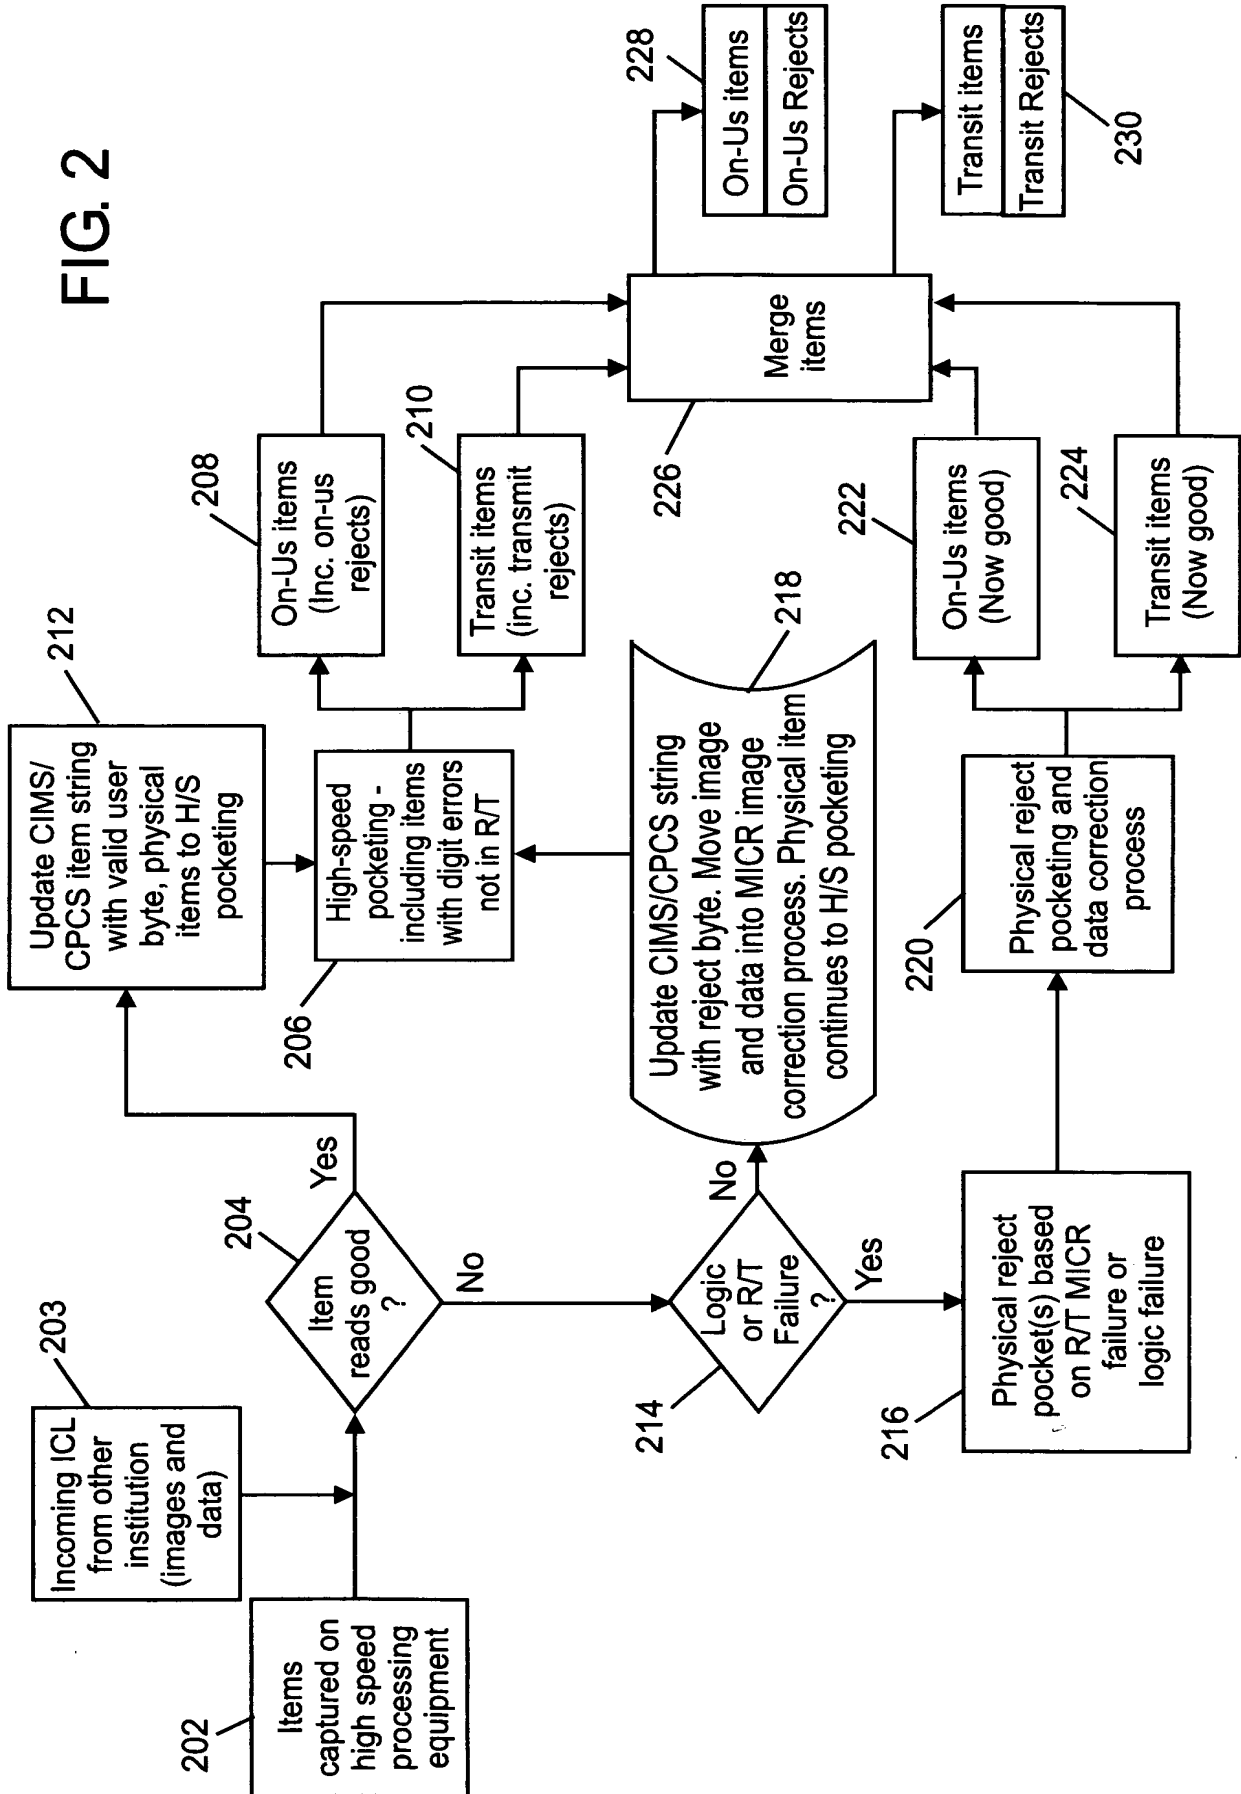 FIG. 2
202
Items
captured on
high speed
processing
equipment
203
Incoming ICL
from other
institution
(images and
data)
204
Item
reads good
?
Yes
No
212
Update CIMS/
CPCS item string
with valid user
byte, physical
items to H/S
pocketing
206
High-speed
pocketing -
including items
with digit errors
not in R/T
208
On-Us items
(Inc. on-us
rejects)
210
Transit items
(inc. transmit
rejects)
214
Logic
or R/T
Failure
?
No
Yes
218
Update CIMS/CPCS string
with reject byte. Move image
and data into MICR image
correction process. Physical item
continues to H/S pocketing
216
Physical reject
pocket(s) based
on R/T MICR
failure or
logic failure
220
Physical reject
pocketing and
data correction
process
222
On-Us items
(Now good)
224
Transit items
(Now good)
226
Merge
items
228
On-Us items
On-Us Rejects
Transit items
Transit Rejects
230